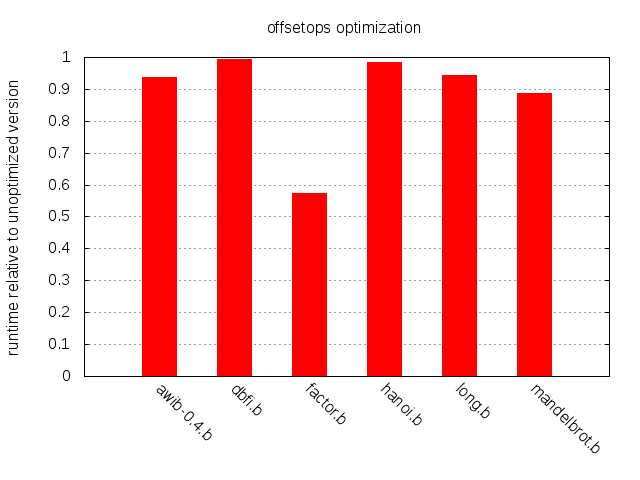 offsetops optimization
runtime relative to unoptimized version
1
0.9
0.8
0.7
0.6
0.5
0.4
0.3
0.2
0.1
0
awib-0.4.b
dbfi.b
factor.b
hanoi.b
long.b
mandelbrot.b